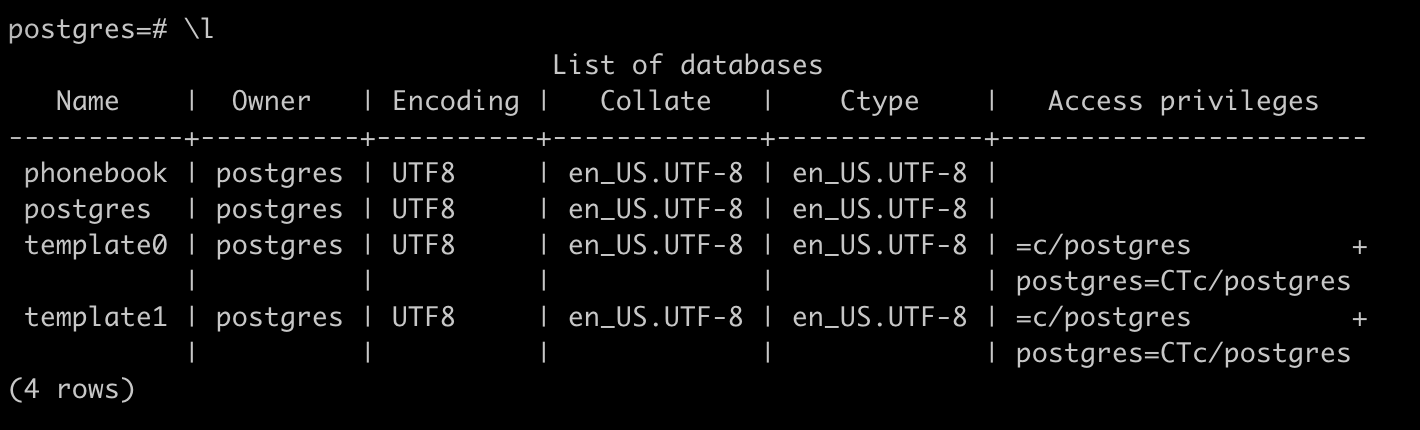 postgres=# \l
                                  List of databases
   Name    |  Owner   | Encoding |   Collate   |    Ctype    |   Access privileges
-----------+----------+----------+-------------+-------------+-----------------------
 phonebook | postgres | UTF8     | en_US.UTF-8 | en_US.UTF-8 |
 postgres  | postgres | UTF8     | en_US.UTF-8 | en_US.UTF-8 |
 template0 | postgres | UTF8     | en_US.UTF-8 | en_US.UTF-8 | =c/postgres          +
           |          |          |             |             | postgres=CTc/postgres
 template1 | postgres | UTF8     | en_US.UTF-8 | en_US.UTF-8 | =c/postgres          +
           |          |          |             |             | postgres=CTc/postgres
(4 rows)